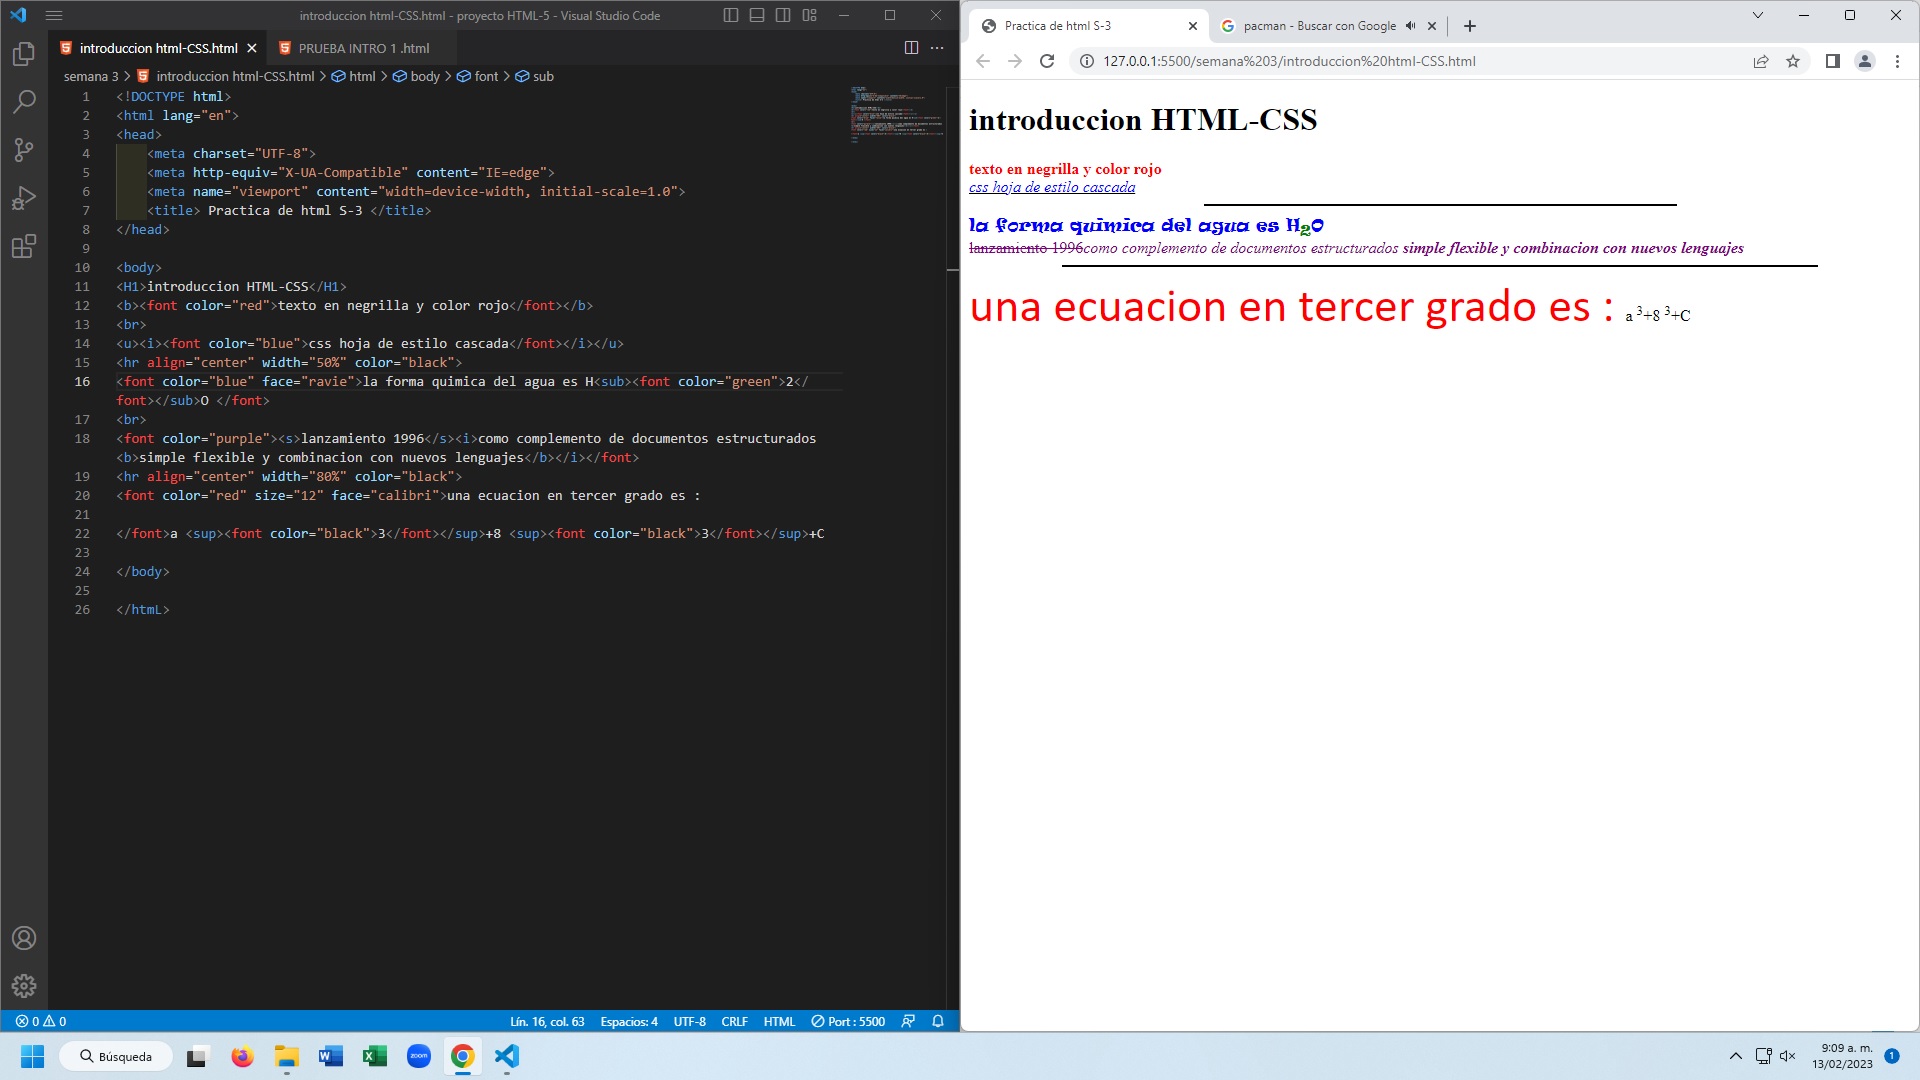 introduccion html-CSS.html - proyecto HTML-5 - Visual Studio Code
introduccion html-CSS.html
PRUEBA INTRO 1 .html
semana 3 > introduccion html-CSS.html > html > body > font > sub
1 <!DOCTYPE html>
2 <html lang="en">
3 <head>
4 <meta charset="UTF-8">
5 <meta http-equiv="X-UA-Compatible" content="IE=edge">
6 <meta name="viewport" content="width=device-width, initial-scale=1.0">
7 <title> Practica de html S-3 </title>
8 </head>
9
10 <body>
11 <H1>introduccion HTML-CSS</H1>
12 <b><font color="red">texto en negrilla y color rojo</font></b>
13 <br>
14 <u><i><font color="blue">css hoja de estilo cascada</font></i></u>
15 <hr align="center" width="50%" color="black">
16 <font color="blue" face="ravie">la forma quimica del agua es H<sub><font color="green">2</
font></sub>O </font>
17 <br>
18 <font color="purple"><s>lanzamiento 1996</s><i>como complemento de documentos estructurados
<b>simple flexible y combinacion con nuevos lenguajes</b></i></font>
19 <hr align="center" width="80%" color="black">
20 <font color="red" size="12" face="calibri">una ecuacion en tercer grado es :
21
22 </font>a <sup><font color="black">3</font></sup>+8 <sup><font color="black">3</font></sup>+C
23
24 </body>
25
26 </htmL>
0 0
Lín. 16, col. 63 Espacios: 4 UTF-8 CRLF HTML Port : 5500
Practica de html S-3
pacman - Buscar con Google
127.0.0.1:5500/semana%203/introduccion%20html-CSS.html
introduccion HTML-CSS
texto en negrilla y color rojo
css hoja de estilo cascada
la forma quimica del agua es H2O
lanzamiento 1996como complemento de documentos estructurados simple flexible y combinacion con nuevos lenguajes
una ecuacion en tercer grado es : a 3+8 3+C
Búsqueda
zoom
9:09 a. m.
13/02/2023
1